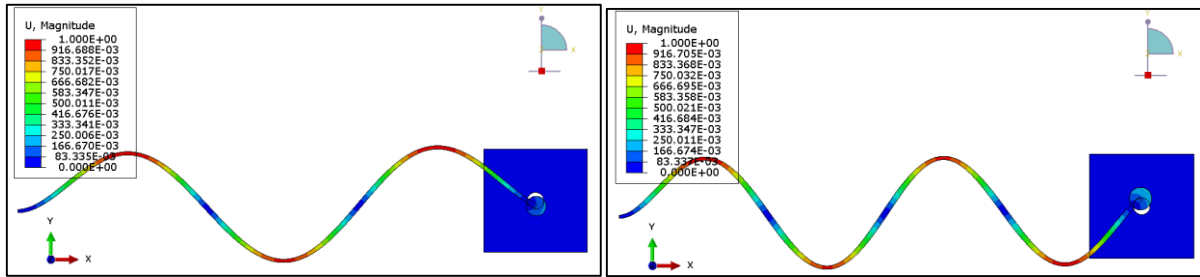 U, Magnitude
1.000E+00
916.688E-03
833.352E-03
750.017E-03
666.682E-03
583.347E-03
500.011E-03
416.676E-03
333.341E-03
250.006E-03
166.670E-03
83.335E-03
0.000E+00
Y
X
Y
X
U, Magnitude
1.000E+00
916.705E-03
833.368E-03
750.032E-03
666.695E-03
583.358E-03
500.021E-03
416.684E-03
333.347E-03
250.011E-03
166.674E-03
83.337E-03
0.000E+00
Y
X
Y
X